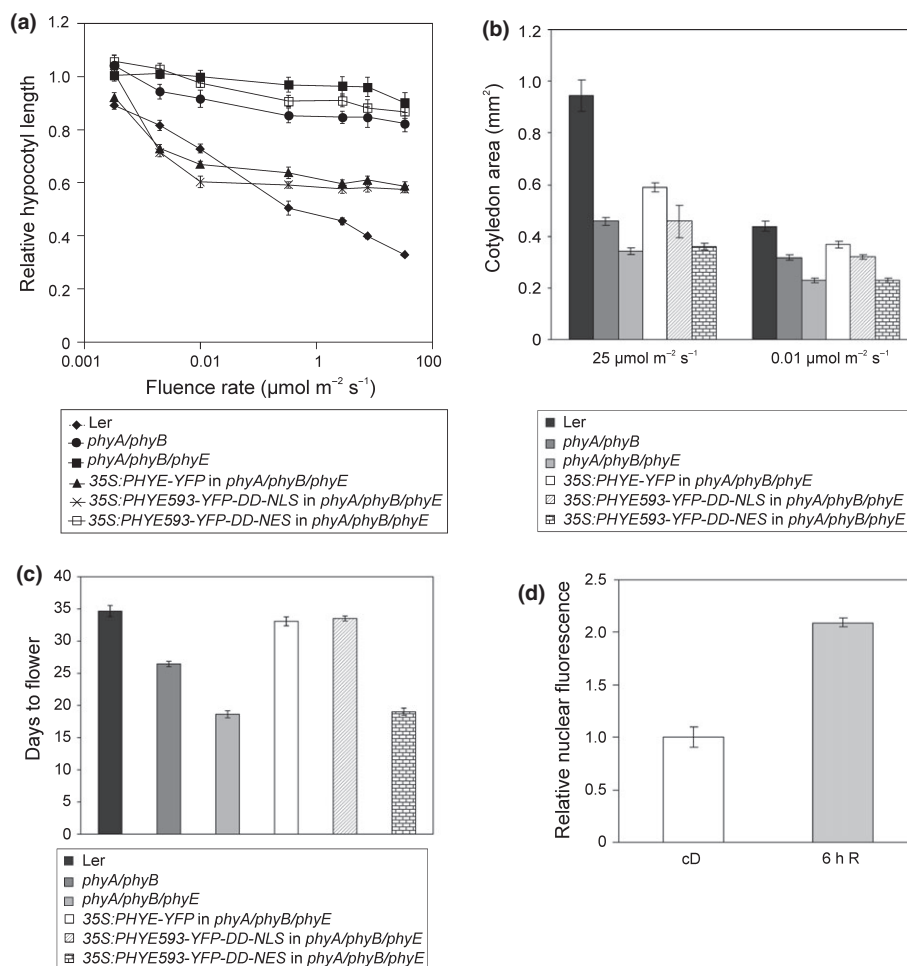 (a)
1.2
1.0
0.8
0.6
0.4
0.2
0
Relative hypocotyl length
0.001 0.01 1 100
Fluence rate (µmol m⁻² s⁻¹)
Ler
phyA/phyB
phyA/phyB/phyE
35S:PHYE-YFP in phyA/phyB/phyE
35S:PHYE593-YFP-DD-NLS in phyA/phyB/phyE
35S:PHYE593-YFP-DD-NES in phyA/phyB/phyE
(b)
1.2
1.0
0.8
0.6
0.4
0.2
0
Cotyledon area (mm²)
25 µmol m⁻² s⁻¹ 0.01 µmol m⁻² s⁻¹
Ler
phyA/phyB
phyA/phyB/phyE
35S:PHYE-YFP in phyA/phyB/phyE
35S:PHYE593-YFP-DD-NLS in phyA/phyB/phyE
35S:PHYE593-YFP-DD-NES in phyA/phyB/phyE
(c)
40
35
30
25
20
15
10
5
0
Days to flower
Ler
phyA/phyB
phyA/phyB/phyE
35S:PHYE-YFP in phyA/phyB/phyE
35S:PHYE593-YFP-DD-NLS in phyA/phyB/phyE
35S:PHYE593-YFP-DD-NES in phyA/phyB/phyE
(d)
2.5
2.0
1.5
1.0
0.5
0
Relative nuclear fluorescence
cD 6 h R